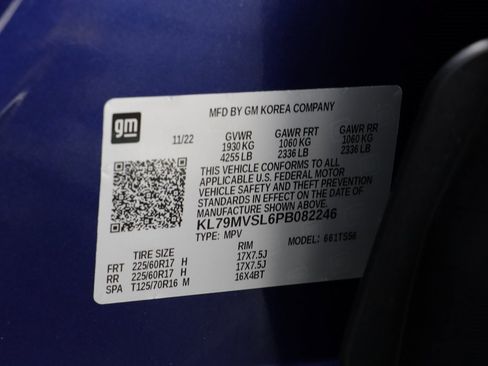 MFD BY GM KOREA COMPANY
gm
11/22
GVWR GAWR FRT GAWR RR
1930 KG 1060 KG 1060 KG
4255 LB 2336 LB 2336 LB
THIS VEHICLE CONFORMS TO ALL
APPLICABLE U.S. FEDERAL MOTOR
VEHICLE SAFETY AND THEFT PREVENTION
STANDARDS IN EFFECT ON THE DATE OF
MANUFACTURE SHOWN ABOVE.
KL79MVSL6PB082246
TYPE: MPV MODEL: 661TS56
TIRE SIZE RIM
FRT 225/60R17 H 17X7.5J
RR 225/60R17 H 17X7.5J
SPA T125/70R16 M 16X4BT